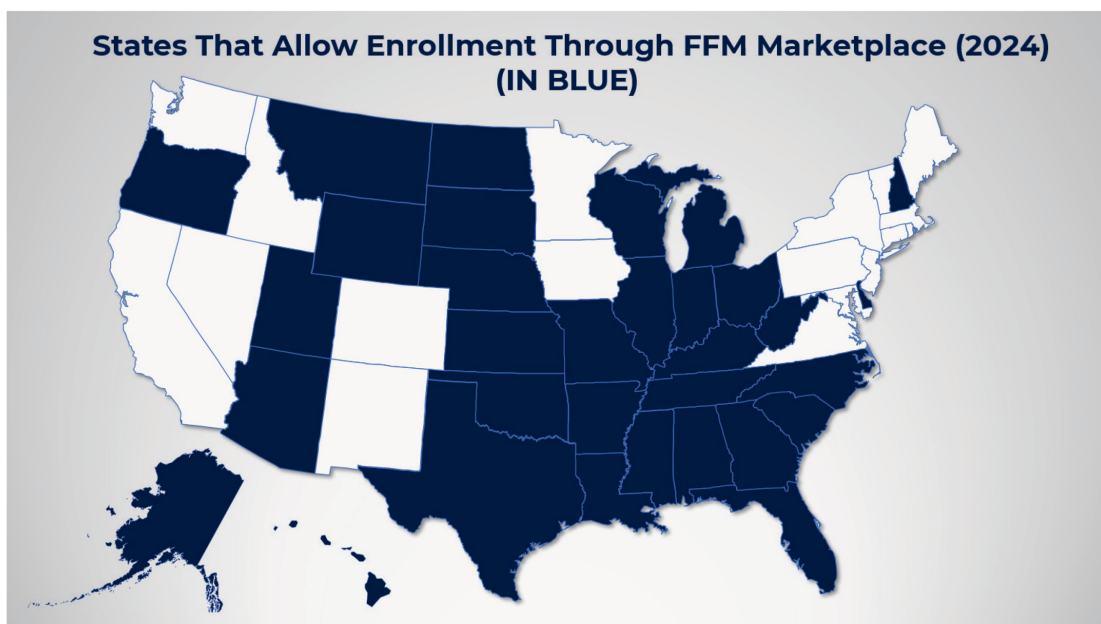 States That Allow Enrollment Through FFM Marketplace (2024)
(IN BLUE)